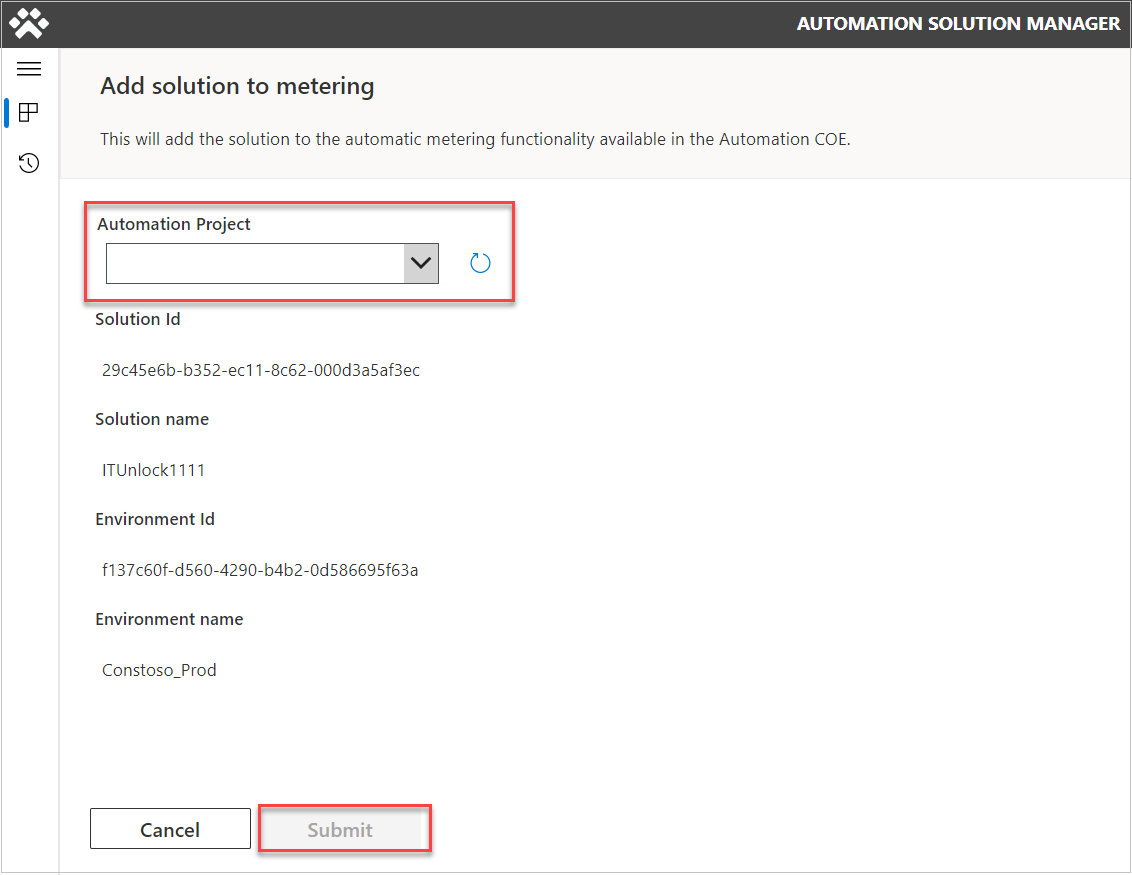 AUTOMATION SOLUTION MANAGER
Add solution to metering
This will add the solution to the automatic metering functionality available in the Automation COE.
Automation Project
Solution Id
29c45e6b-b352-ec11-8c62-000d3a5af3ec
Solution name
ITUnlock1111
Environment Id
f137c60f-d560-4290-b4b2-0d586695f63a
Environment name
Constoso_Prod
Cancel
Submit